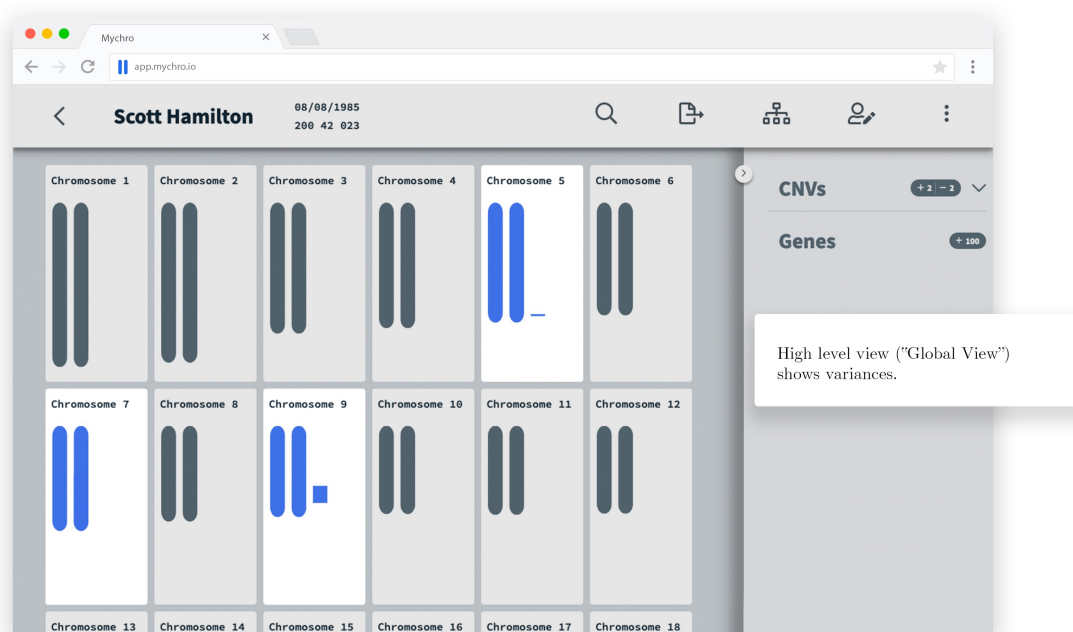 Mychro
app.mychro.io
Scott Hamilton
08/08/1985
200 42 023
Chromosome 1
Chromosome 2
Chromosome 3
Chromosome 4
Chromosome 5
Chromosome 6
CNVs
+ 2 | − 2
Genes
+ 100
High level view ("Global View")
shows variances.
Chromosome 7
Chromosome 8
Chromosome 9
Chromosome 10
Chromosome 11
Chromosome 12
Chromosome 13
Chromosome 14
Chromosome 15
Chromosome 16
Chromosome 17
Chromosome 18